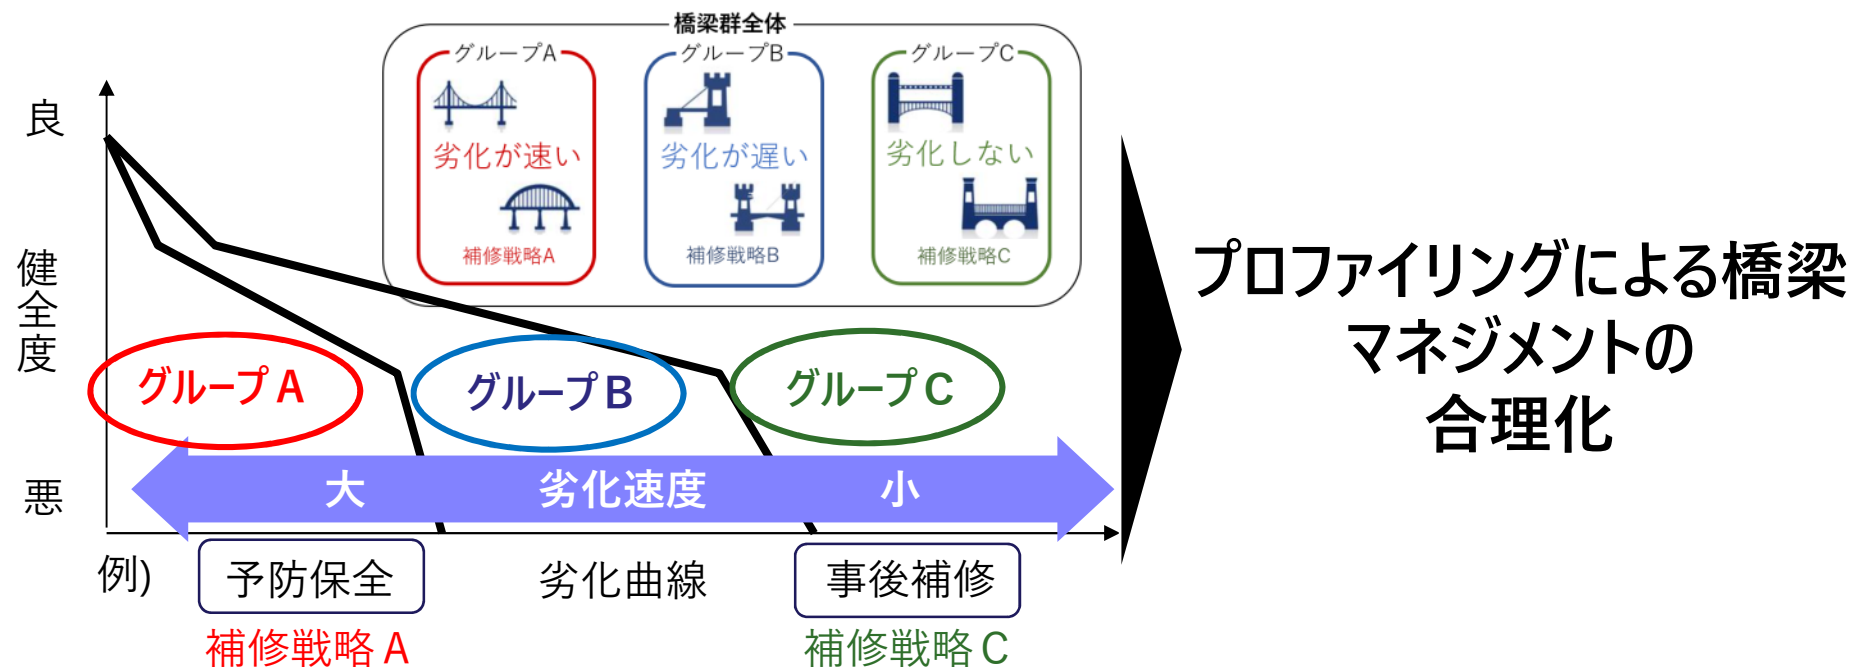 橋梁群全体
グループA
グループB
グループC
劣化が速い
劣化が遅い
劣化しない
補修戦略A
補修戦略B
補修戦略C
良
健全度
悪
グループA
グループB
グループC
大
劣化速度
小
例)
予防保全
劣化曲線
事後補修
補修戦略A
補修戦略C
プロファイリングによる橋梁
マネジメントの
合理化